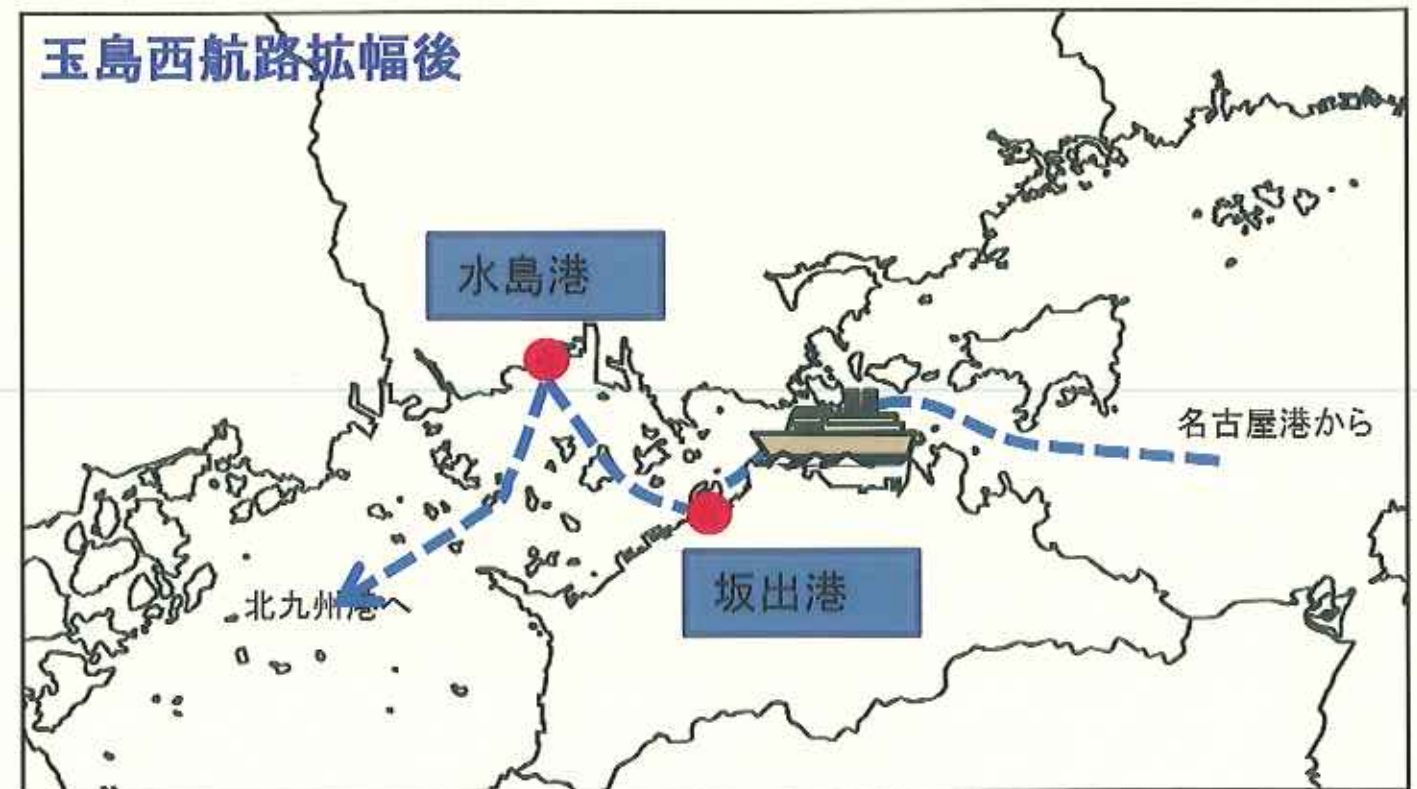 玉島西航路拡幅後
水島港
名古屋港から
坂出港
北九州港へ